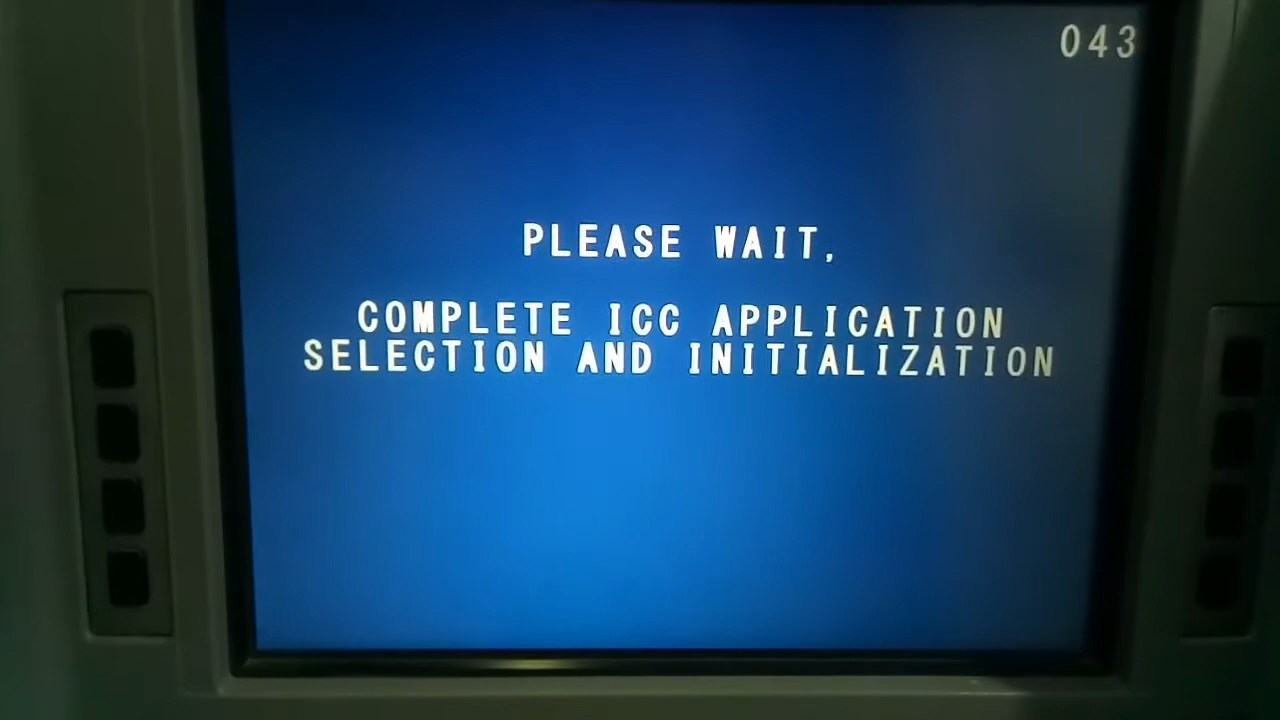 043
PLEASE WAIT,
COMPLETE ICC APPLICATION
SELECTION AND INITIALIZATION